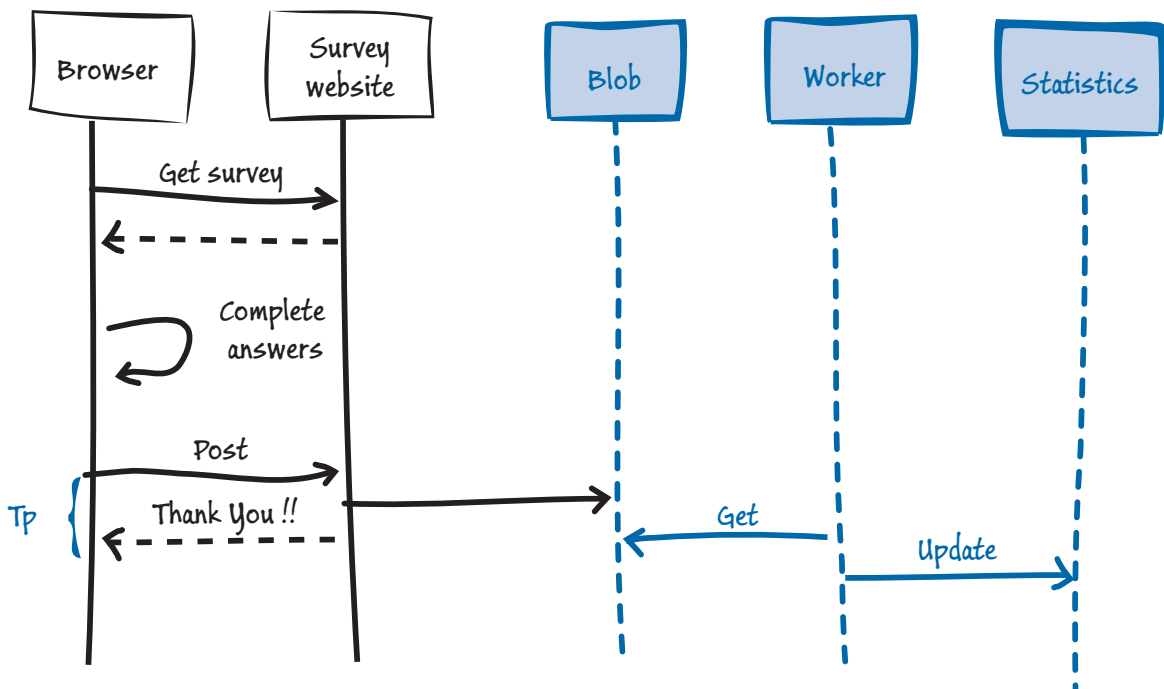 Browser
Survey
website
Blob
Worker
Statistics
Get survey
Complete
answers
Post
Tp
Thank You !!
Get
Update